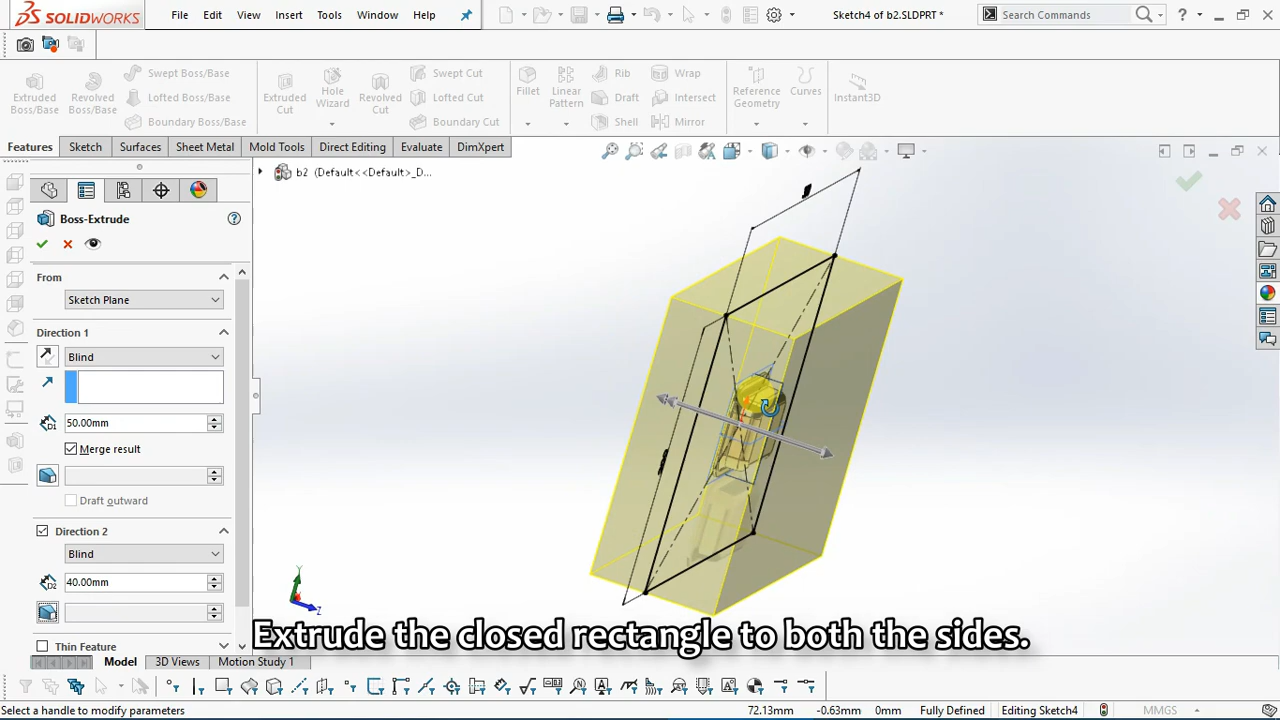 SOLIDWORKS File Edit View Insert Tools Window Help Sketch4 of b2.SLDPRT * Search Commands ?
Extruded Boss/Base Revolved Boss/Base Swept Boss/Base Lofted Boss/Base Boundary Boss/Base Extruded Cut Hole Wizard Revolved Cut Swept Cut Lofted Cut Boundary Cut Fillet Linear Pattern Rib Draft Shell Wrap Intersect Mirror Reference Geometry Curves Instant3D
Features Sketch Surfaces Sheet Metal Mold Tools Direct Editing Evaluate DimXpert
b2 (Default<<Default>_D...
Boss-Extrude ?
From
Sketch Plane
Direction 1
Blind
50.00mm
Merge result
Draft outward
Direction 2
Blind
40.00mm
Thin Feature
Y
Z
Extrude the closed rectangle to both the sides.
Model 3D Views Motion Study 1
Select a handle to modify parameters 72.13mm -0.63mm 0mm Fully Defined Editing Sketch4 MMGS